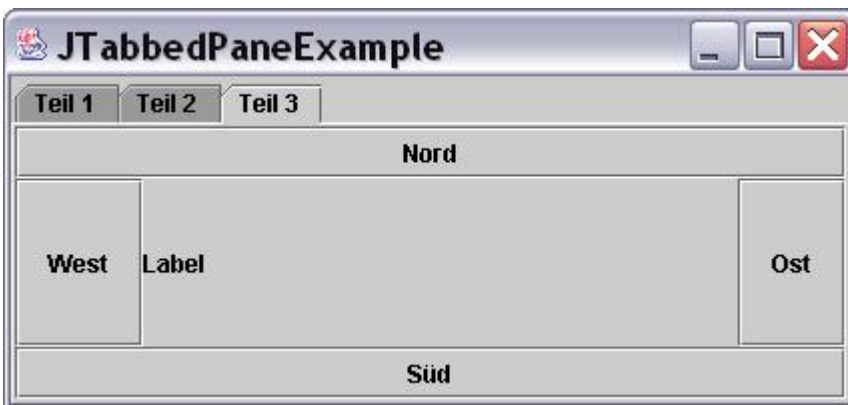 JTabbedPaneExample
Teil 1 Teil 2 Teil 3
Nord
West Label Ost
Süd